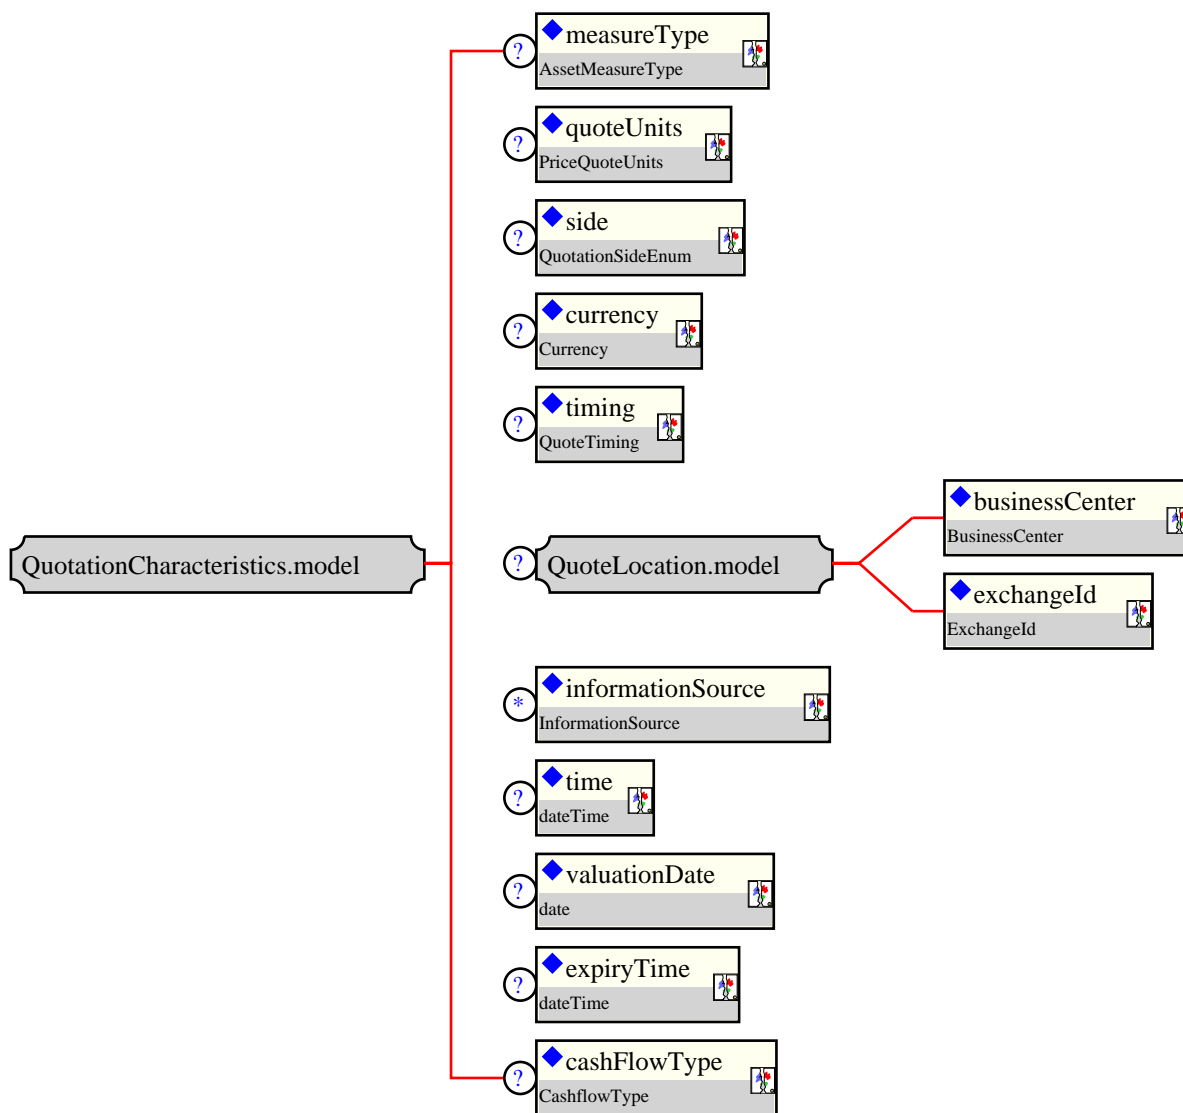 ?
measureType
AssetMeasureType
?
quoteUnits
PriceQuoteUnits
?
side
QuotationSideEnum
?
currency
Currency
?
timing
QuoteTiming
QuotationCharacteristics.model
?
QuoteLocation.model
businessCenter
BusinessCenter
exchangeId
ExchangeId
*
informationSource
InformationSource
?
time
dateTime
?
valuationDate
date
?
expiryTime
dateTime
?
cashFlowType
CashflowType